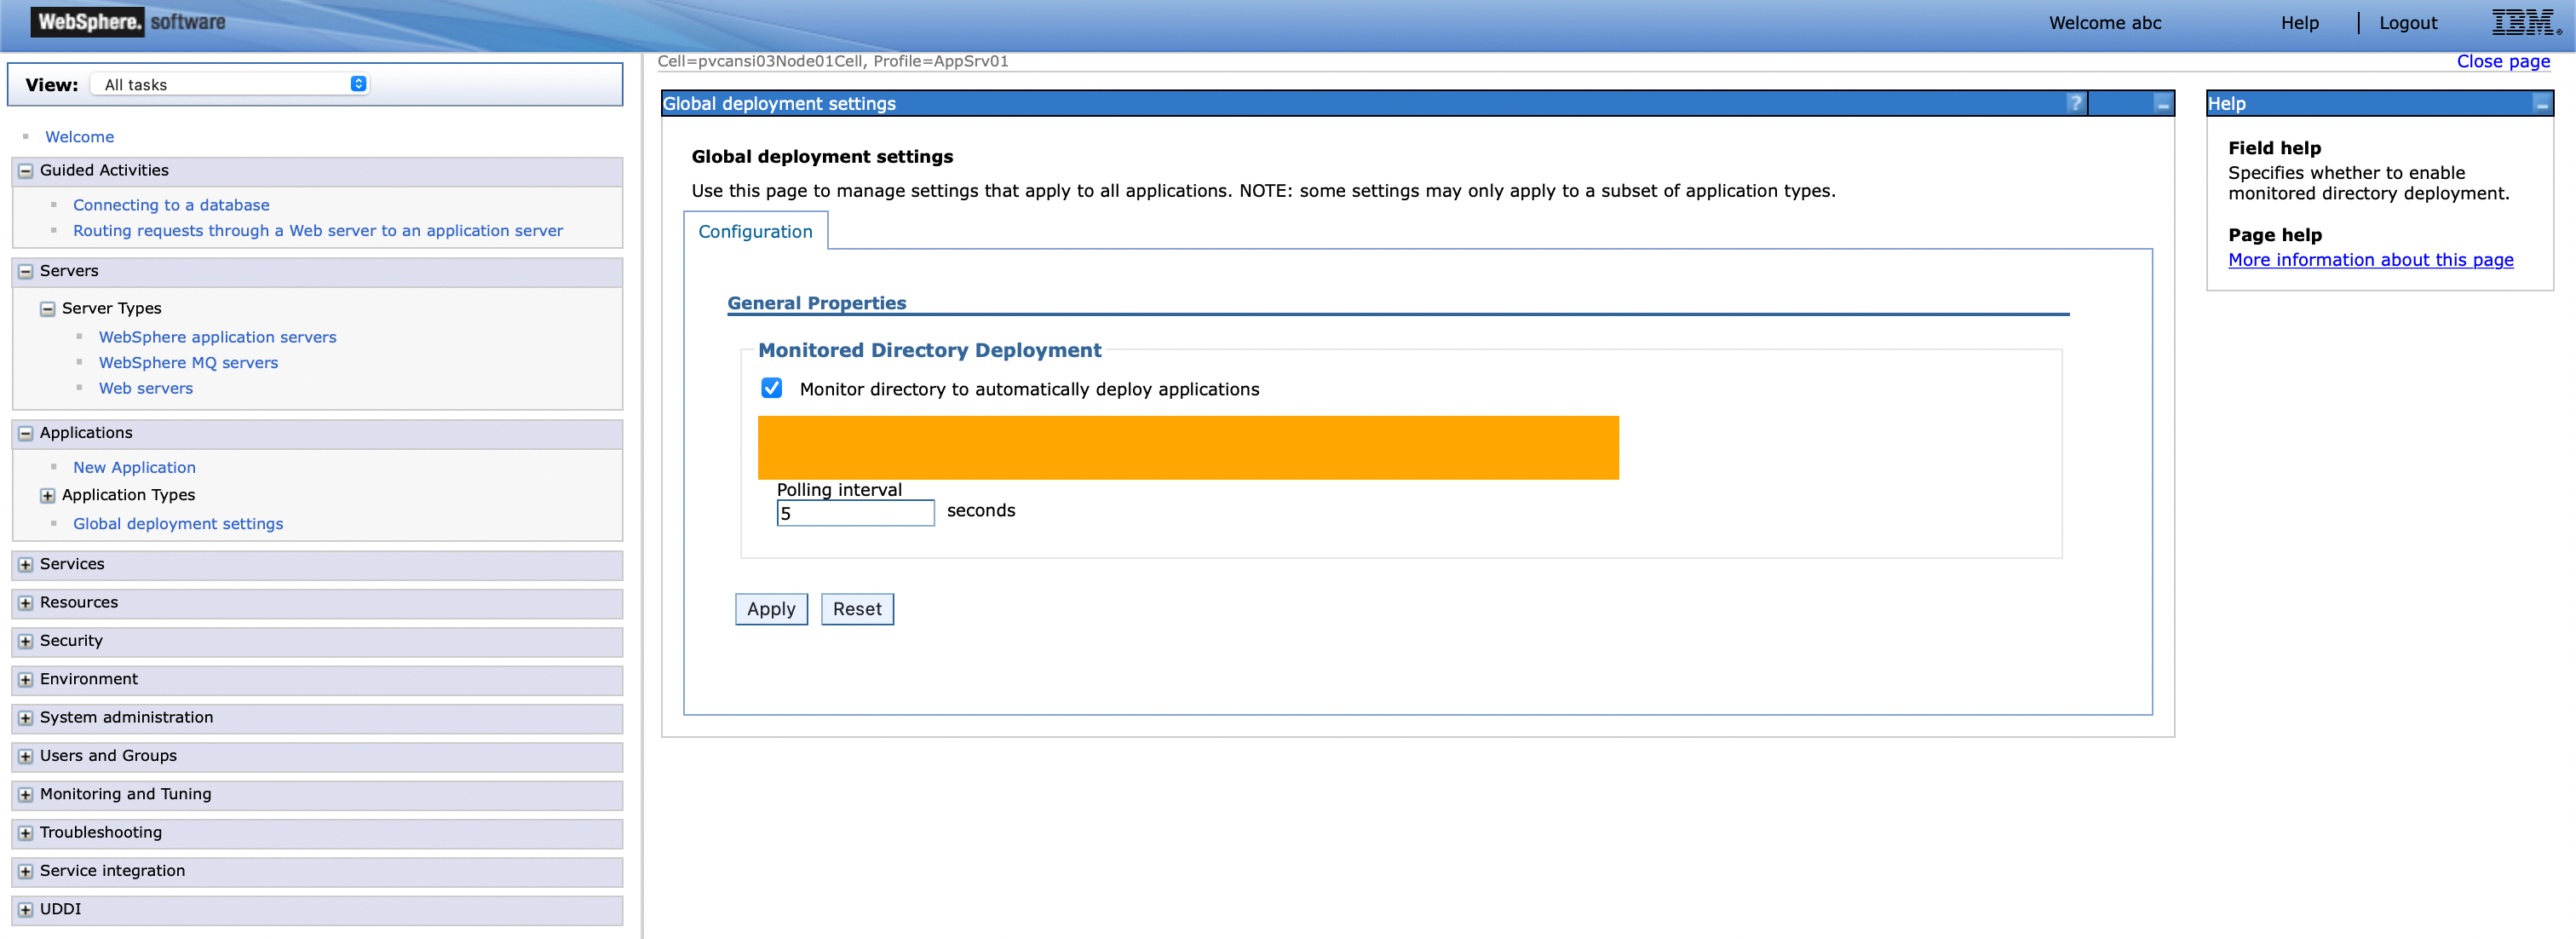 WebSphere. software
Welcome abc
Help
Logout
IBM
View: All tasks
Welcome
Guided Activities
Connecting to a database
Routing requests through a Web server to an application server
Servers
Server Types
WebSphere application servers
WebSphere MQ servers
Web servers
Applications
New Application
Application Types
Global deployment settings
Services
Resources
Security
Environment
System administration
Users and Groups
Monitoring and Tuning
Troubleshooting
Service integration
UDDI
Cell=pvcansi03Node01Cell, Profile=AppSrv01
Close page
Global deployment settings
?
Global deployment settings
Use this page to manage settings that apply to all applications. NOTE: some settings may only apply to a subset of application types.
Configuration
General Properties
Monitored Directory Deployment
Monitor directory to automatically deploy applications
Polling interval
5 seconds
Apply
Reset
Help
Field help
Specifies whether to enable
monitored directory deployment.
Page help
More information about this page